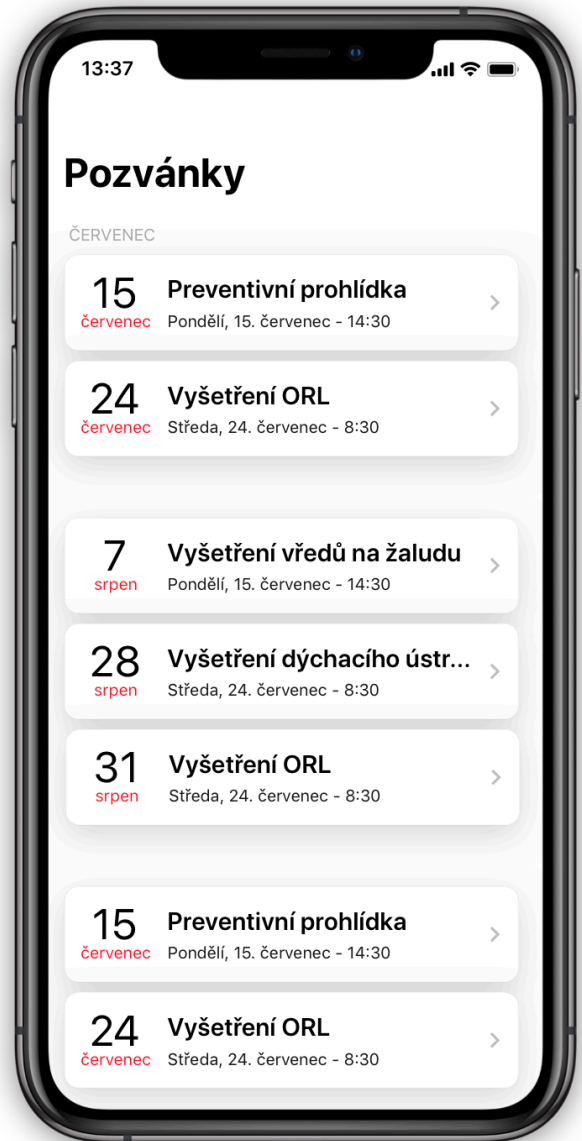 13:37
Pozvánky
ČERVENEC
15
červenec
Preventivní prohlídka
Pondělí, 15. červenec - 14:30
24
červenec
Vyšetření ORL
Středa, 24. červenec - 8:30
7
srpen
Vyšetření vředů na žaludu
Pondělí, 15. červenec - 14:30
28
srpen
Vyšetření dýchacího ústr...
Středa, 24. červenec - 8:30
31
srpen
Vyšetření ORL
Středa, 24. červenec - 8:30
15
červenec
Preventivní prohlídka
Pondělí, 15. červenec - 14:30
24
červenec
Vyšetření ORL
Středa, 24. červenec - 8:30